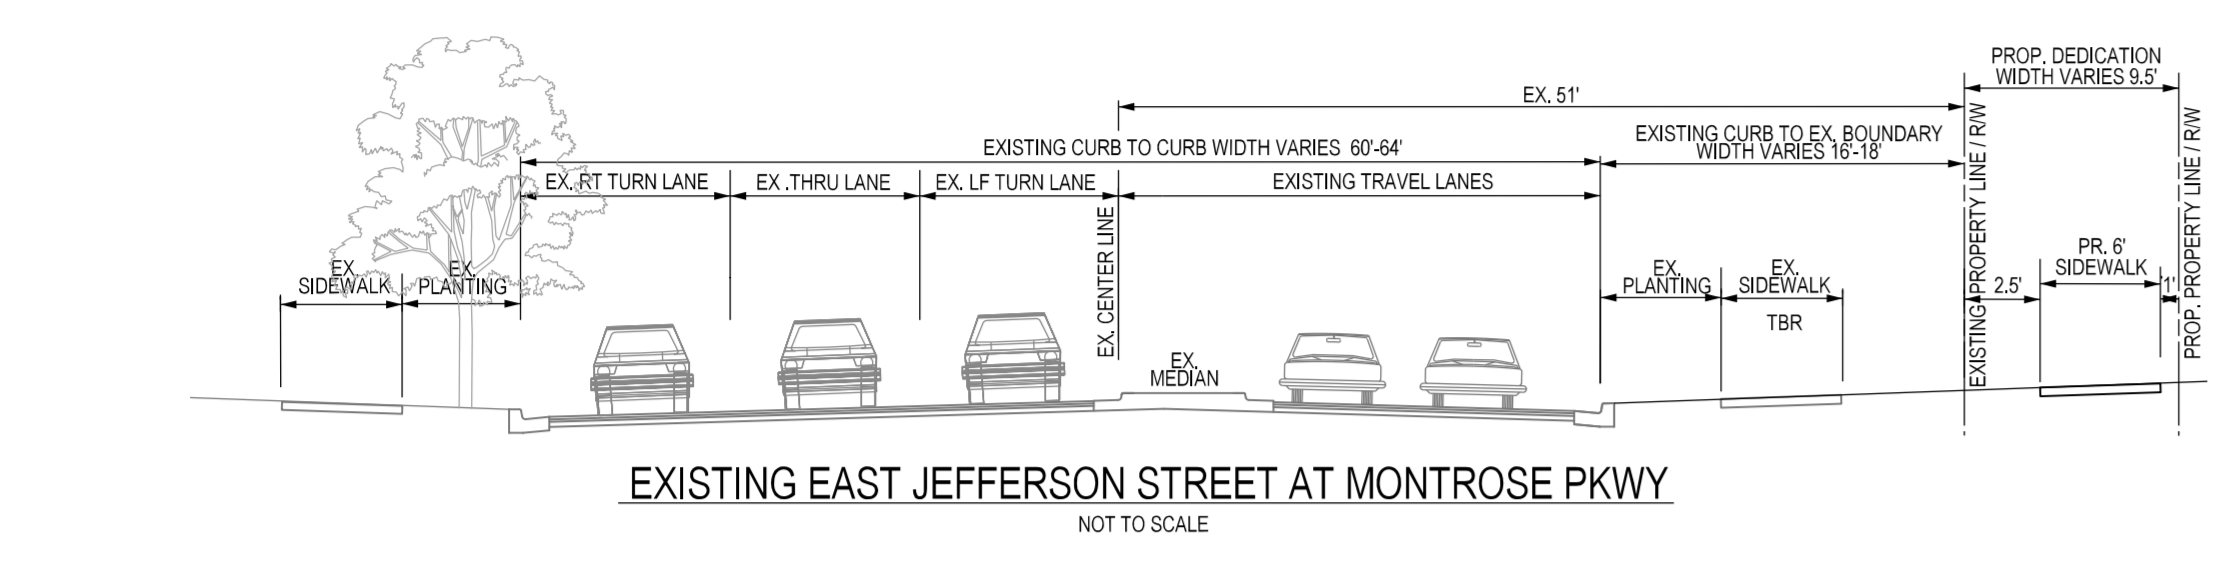 PROP. DEDICATION
WIDTH VARIES 9.5'
EX. 51'
EXISTING CURB TO CURB WIDTH VARIES 60'-64'
EXISTING CURB TO EX. BOUNDARY
WIDTH VARIES 16'-18'
EX. RT TURN LANE
EX .THRU LANE
EX. LF TURN LANE
EXISTING TRAVEL LANES
EX. CENTER LINE
EXISTING PROPERTY LINE / R/W
PROP. PROPERTY LINE / R/W
EX.
SIDEWALK
EX.
PLANTING
EX.
PLANTING
EX.
SIDEWALK
TBR
2.5'
PR. 6'
SIDEWALK
1'
EX.
MEDIAN
EXISTING EAST JEFFERSON STREET AT MONTROSE PKWY
NOT TO SCALE